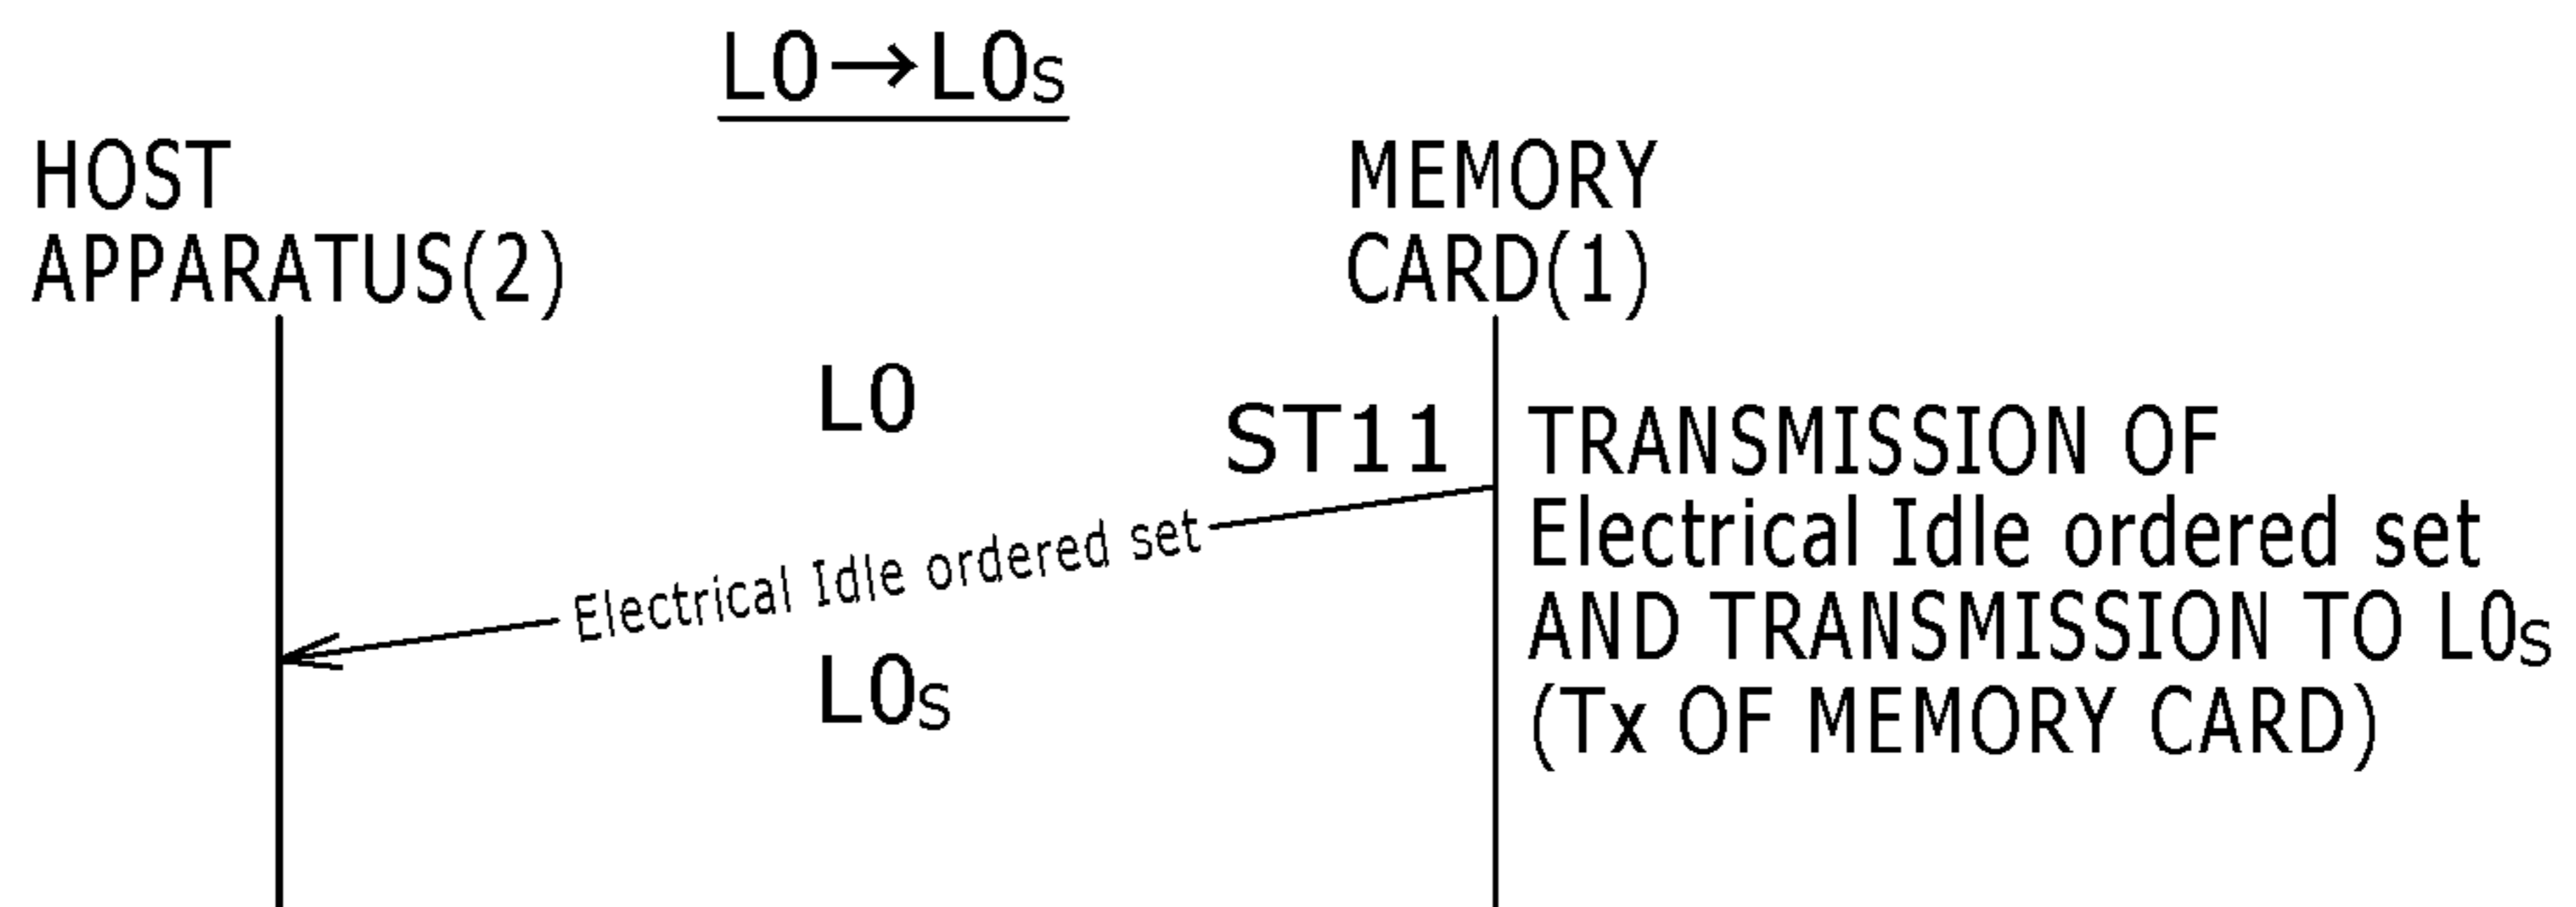 L0→L0s
HOST
APPARATUS(2)
MEMORY
CARD(1)
L0
ST11
TRANSMISSION OF
Electrical Idle ordered set
AND TRANSMISSION TO L0s
(Tx OF MEMORY CARD)
Electrical Idle ordered set
L0s